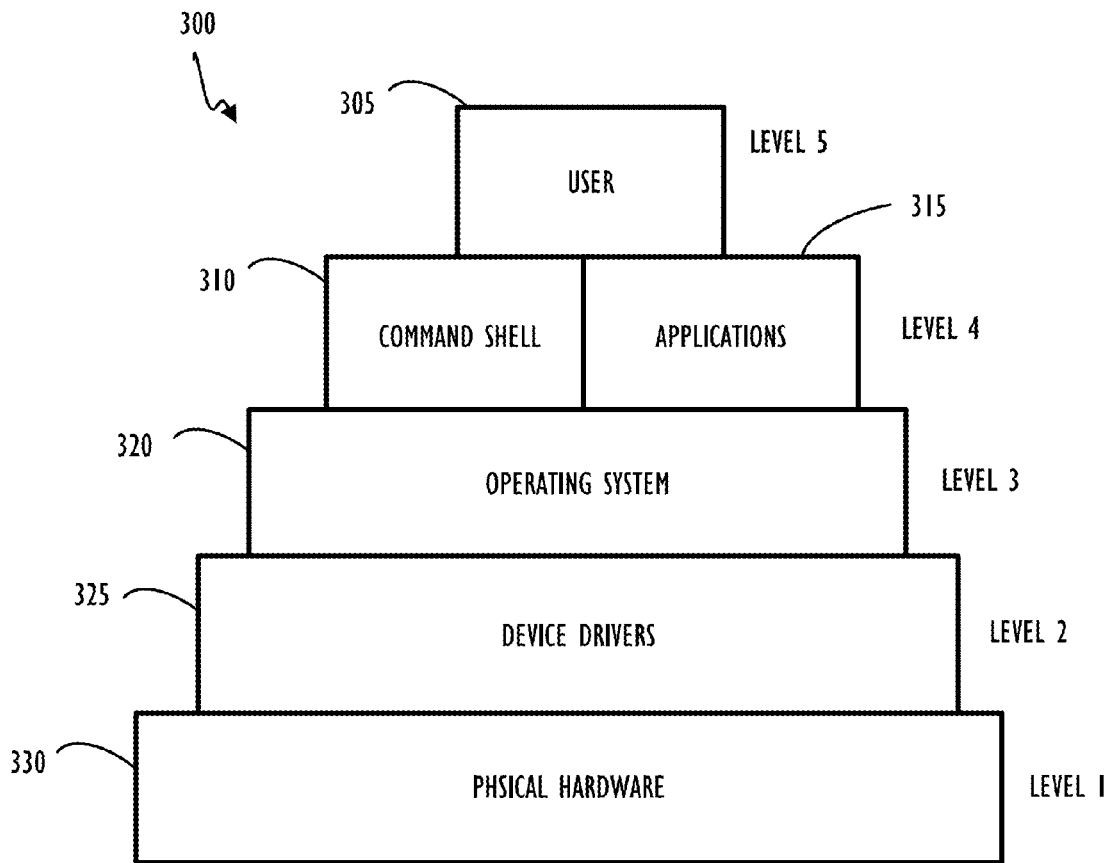 300
305
LEVEL 5
USER
315
310
COMMAND SHELL
APPLICATIONS
LEVEL 4
320
OPERATING SYSTEM
LEVEL 3
325
DEVICE DRIVERS
LEVEL 2
330
PHSICAL HARDWARE
LEVEL 1